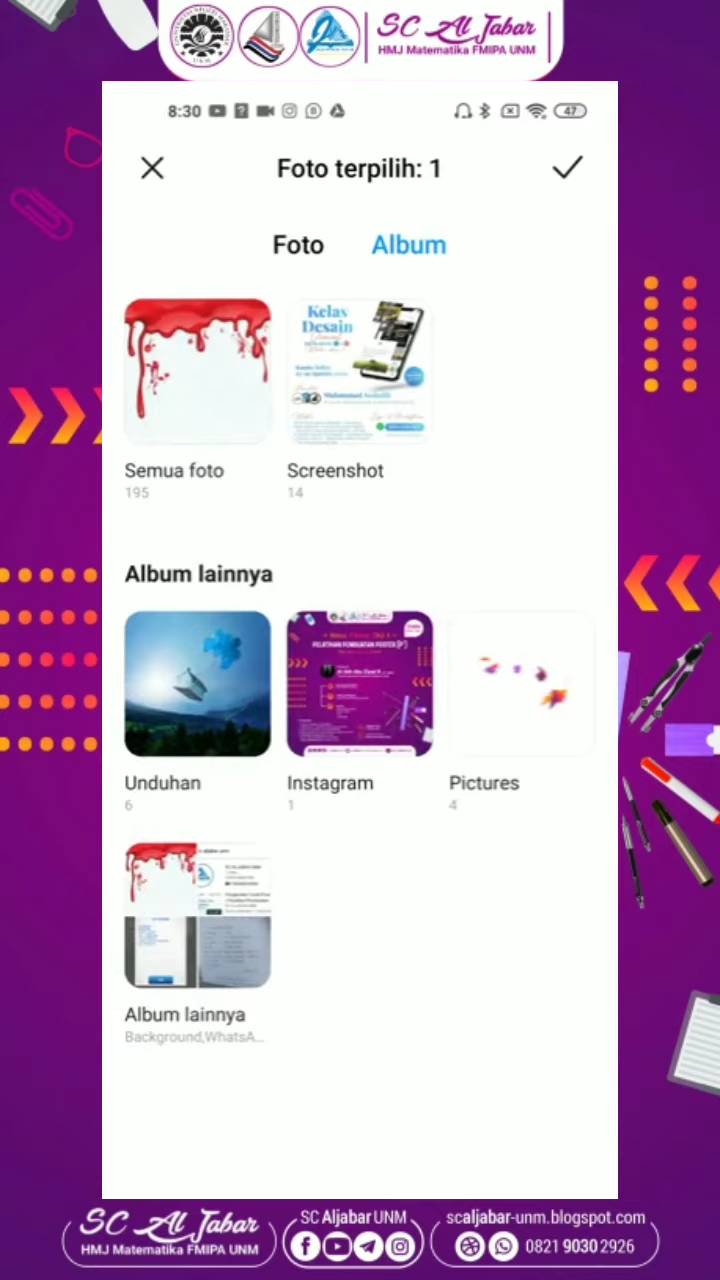 SC Al Jabar
HMJ Matematika FMIPA UNM
8:30
47
Foto terpilih: 1
Foto
Album
Kelas
Desain
Semua foto
195
Screenshot
14
Album lainnya
Unduhan
6
Instagram
1
Pictures
4
Album lainnya
Background,WhatsA...
SC Al Jabar
HMJ Matematika FMIPA UNM
SC Aljabar UNM
scaljabar-unm.blogspot.com
0821 9030 2926